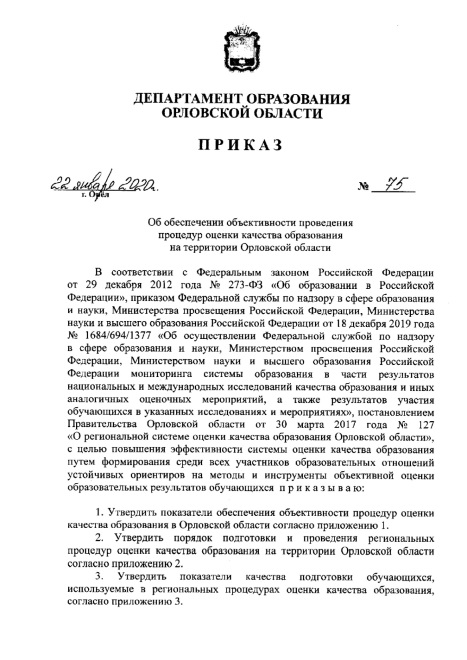 ДЕПАРТАМЕНТ ОБРАЗОВАНИЯ
ОРЛОВСКОЙ ОБЛАСТИ
ПРИКАЗ
22 января 2020г.
№ 75
г. Орёл
Об обеспечении объективности проведения
процедур оценки качества образования
на территории Орловской области
В соответствии с Федеральным законом Российской Федерации
от 29 декабря 2012 года № 273-ФЗ «Об образовании в Российской
Федерации», приказом Федеральной службы по надзору в сфере образования
и науки, Министерства просвещения Российской Федерации, Министерства
науки и высшего образования Российской Федерации от 18 декабря 2019 года
№ 1684/694/1377 «Об осуществлении Федеральной службой по надзору
в сфере образования и науки, Министерством просвещения Российской
Федерации, Министерством науки и высшего образования Российской
Федерации мониторинга системы образования в части результатов
национальных и международных исследований качества образования и иных
аналогичных оценочных мероприятий, а также результатов участия
обучающихся в указанных исследованиях и мероприятиях», постановлением
Правительства Орловской области от 30 марта 2017 года № 127
«О региональной системе оценки качества образования Орловской области»,
с целью повышения эффективности системы оценки качества образования
путем формирования среди всех участников образовательных отношений
устойчивых ориентиров на методы и инструменты объективной оценки
образовательных результатов обучающихся п р и к а з ы в а ю:
1. Утвердить показатели обеспечения объективности процедур оценки
качества образования в Орловской области согласно приложению 1.
2. Утвердить порядок подготовки и проведения региональных
процедур оценки качества образования на территории Орловской области
согласно приложению 2.
3. Утвердить показатели качества подготовки обучающихся,
используемые в региональных процедурах оценки качества образования,
согласно приложению 3.